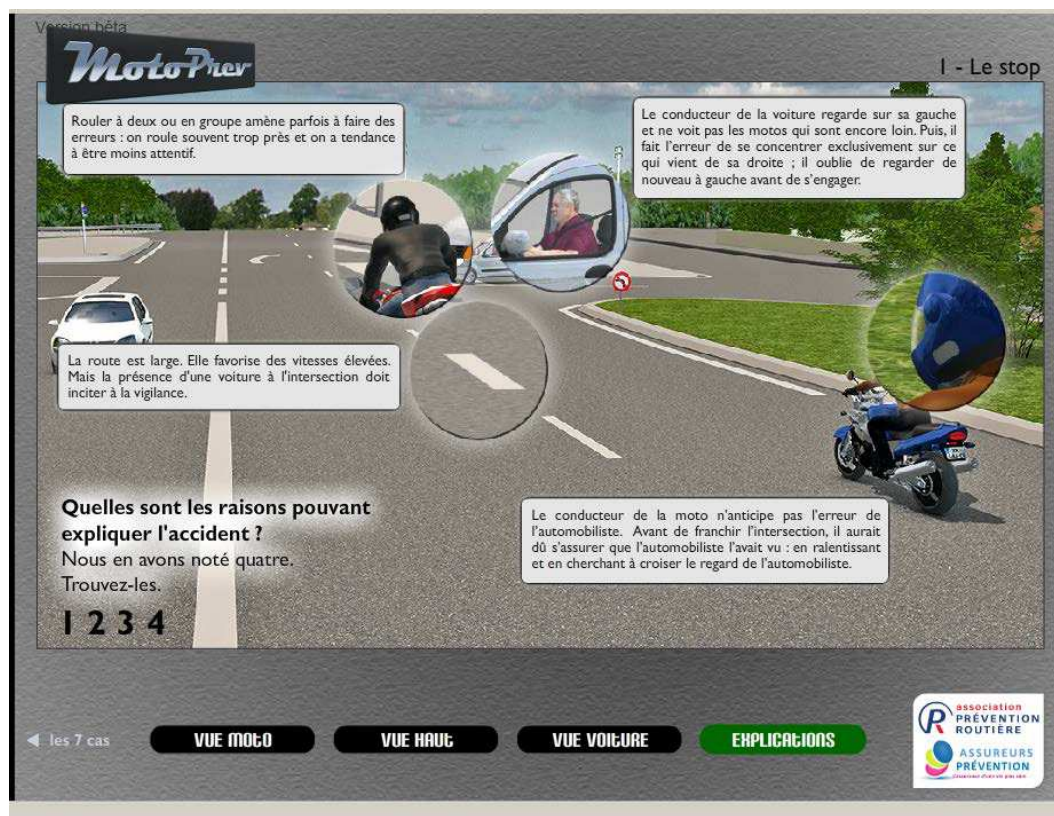 Version béta
MotoPrev
1 - Le stop
Rouler à deux ou en groupe amène parfois à faire des
erreurs : on roule souvent trop près et on a tendance
à être moins attentif.
Le conducteur de la voiture regarde sur sa gauche
et ne voit pas les motos qui sont encore loin. Puis, il
fait l'erreur de se concentrer exclusivement sur ce
qui vient de sa droite ; il oublie de regarder de
nouveau à gauche avant de s'engager.
La route est large. Elle favorise des vitesses élevées.
Mais la présence d'une voiture à l'intersection doit
inciter à la vigilance.
Quelles sont les raisons pouvant
expliquer l'accident ?
Nous en avons noté quatre.
Trouvez-les.
1 2 3 4
Le conducteur de la moto n'anticipe pas l'erreur de
l'automobiliste. Avant de franchir l'intersection, il aurait
dû s'assurer que l'automobiliste l'avait vu : en ralentissant
et en cherchant à croiser le regard de l'automobiliste.
les 7 cas
VUE MOTO
VUE HAUT
VUE VOITURE
EXPLICATIONS
association
PRÉVENTION
ROUTIÈRE
ASSUREURS
PRÉVENTION